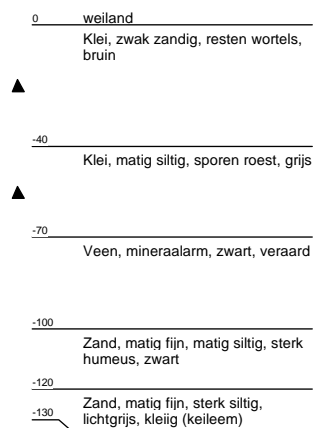 0 weiland
Klei, zwak zandig, resten wortels,
bruin
-40
Klei, matig siltig, sporen roest, grijs
-70
Veen, mineraalarm, zwart, veraard
-100
Zand, matig fijn, matig siltig, sterk
humeus, zwart
-120
Zand, matig fijn, sterk siltig,
lichtgrijs, kleiig (keileem)
-130